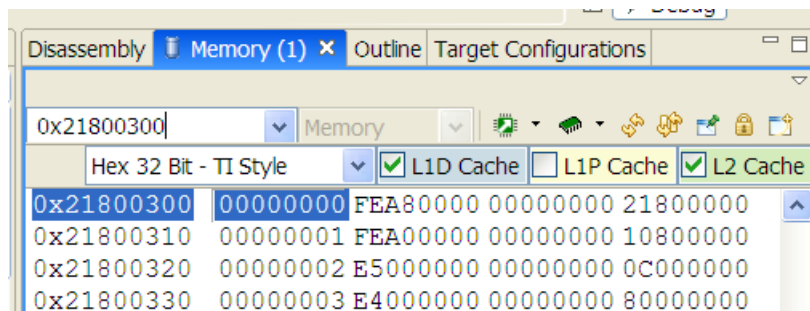 Debug
Disassembly Memory (1) Outline Target Configurations
0x21800300 Memory
Hex 32 Bit - TI Style L1D Cache L1P Cache L2 Cache
0x21800300 00000000 FEA80000 00000000 21800000
0x21800310 00000001 FEA00000 00000000 10800000
0x21800320 00000002 E5000000 00000000 0C000000
0x21800330 00000003 E4000000 00000000 80000000